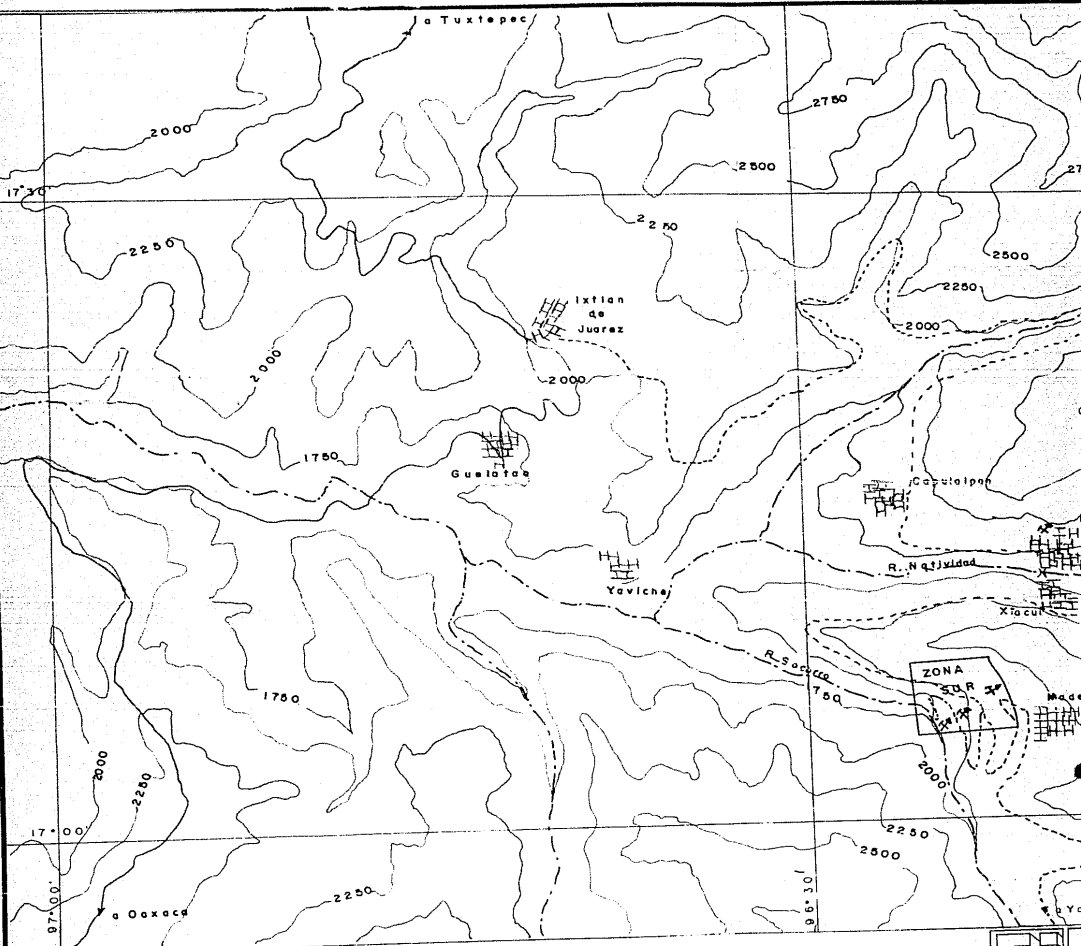 a Tuxtepec
2750
2000
2500
17°30'
2250
2250
2500
2250
Ixtlan
de
Juarez
2000
2000
2000
1750
Guelatao
Capulalpan
R. Natividad
Yaviche
Xiacui
R. Socorro
ZONA
SUR
1750
750
2000
2250
2000
17°00'
2250
2500
2250
97°00'
96°30'
a Oaxaca